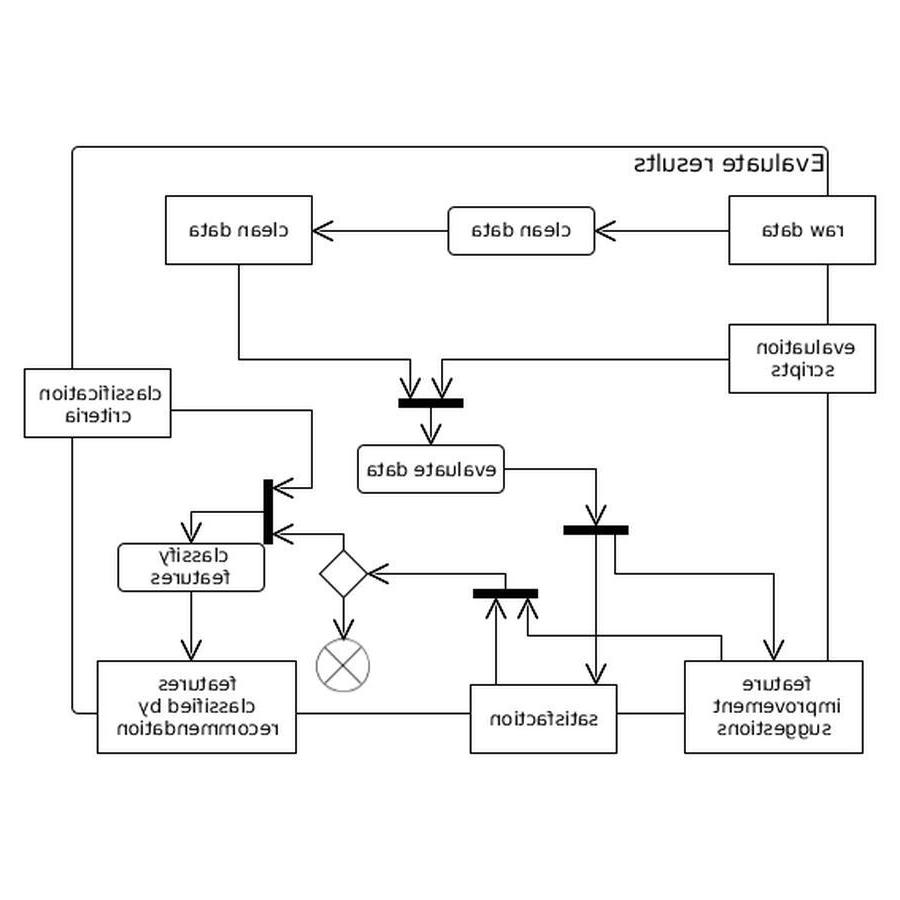 Evaluate results
raw data
clean data
clean data
evaluation
scripts
classification
criteria
evaluate data
classify
features
features
classified by
recommendation
satisfaction
feature
improvement
suggestions